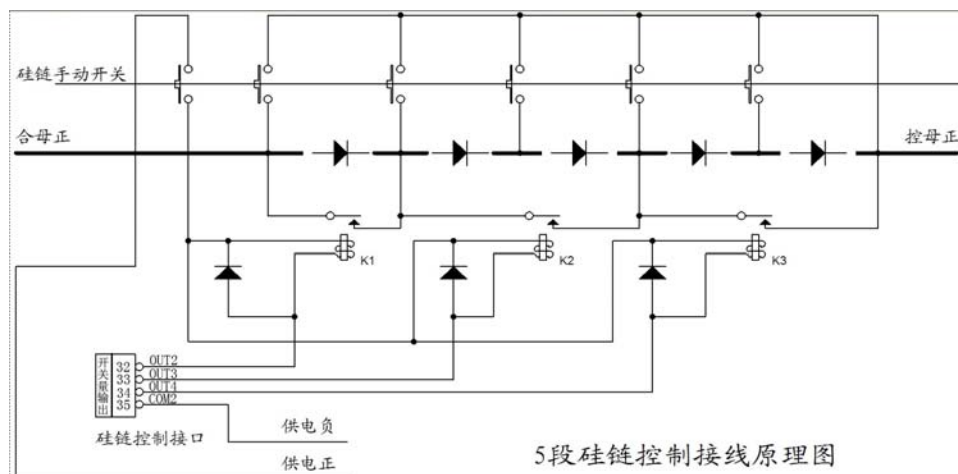 硅链手动开关
合母正
控母正
K1
K2
K3
开关量输出
32 OUT2
33 OUT3
34 OUT4
35 COM2
硅链控制接口
供电负
供电正
5段硅链控制接线原理图